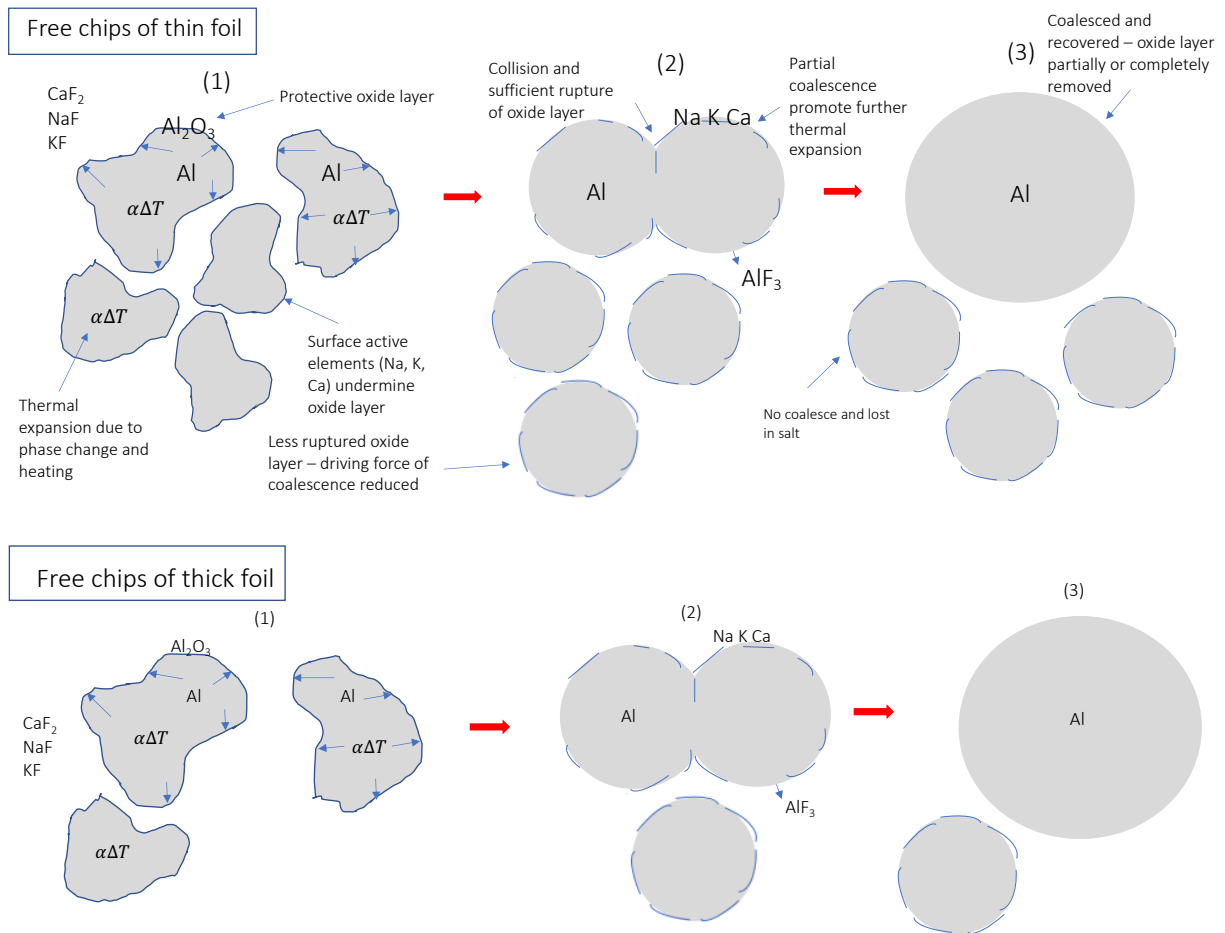 Free chips of thin foil
(1)
CaF₂
NaF
KF
Protective oxide layer
Al₂O₃
Al
Al
αΔT
αΔT
αΔT
Thermal
expansion due to
phase change and
heating
Surface active
elements (Na, K,
Ca) undermine
oxide layer
Collision and
sufficient rupture
of oxide layer
(2)
Na K Ca
Partial
coalescence
promote further
thermal
expansion
Al
AlF₃
Less ruptured oxide
layer – driving force of
coalescence reduced
(3)
Coalesced and
recovered – oxide layer
partially or completely
removed
Al
No coalesce and lost
in salt
Free chips of thick foil
(1)
Al₂O₃
Al
Al
CaF₂
NaF
KF
αΔT
αΔT
αΔT
(2)
Na K Ca
Al
AlF₃
(3)
Al